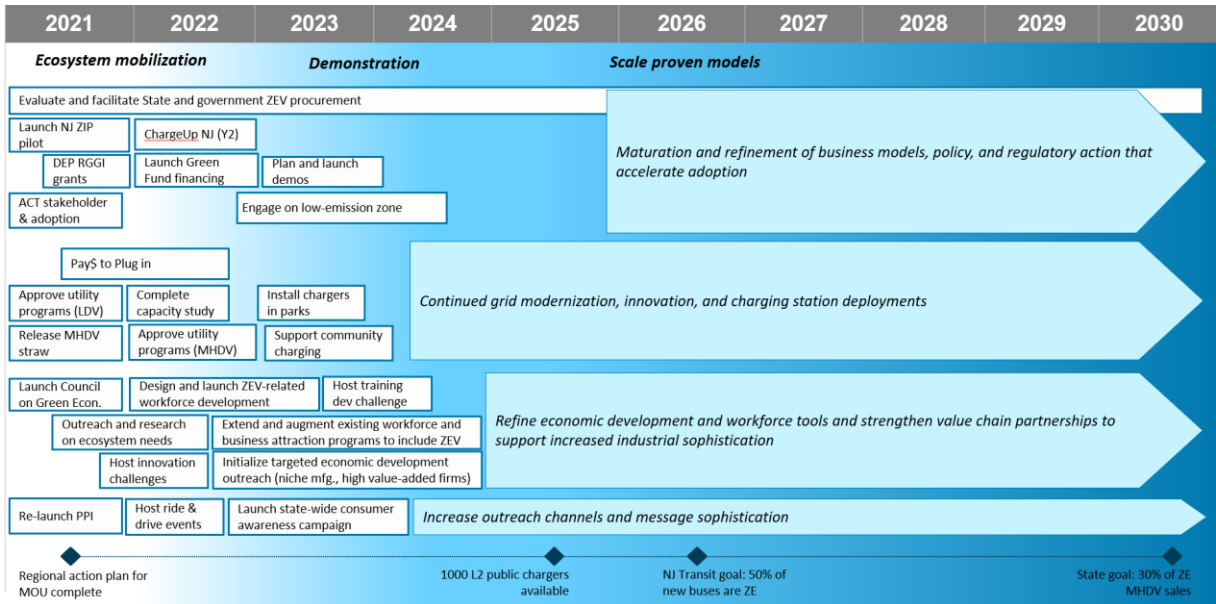 2021 2022 2023 2024 2025 2026 2027 2028 2029 2030
Ecosystem mobilization Demonstration Scale proven models
Evaluate and facilitate State and government ZEV procurement
Launch NJ ZIP
pilot
ChargeUp NJ (Y2)
DEP RGGI
grants
Launch Green
Fund financing
Plan and launch
demos
ACT stakeholder
& adoption
Engage on low-emission zone
Maturation and refinement of business models, policy, and regulatory action that
accelerate adoption
Pay$ to Plug in
Approve utility
programs (LDV)
Complete
capacity study
Install chargers
in parks
Release MHDV
straw
Approve utility
programs (MHDV)
Support community
charging
Continued grid modernization, innovation, and charging station deployments
Launch Council
on Green Econ.
Design and launch ZEV-related
workforce development
Host training
dev challenge
Outreach and research
on ecosystem needs
Extend and augment existing workforce and
business attraction programs to include ZEV
Host innovation
challenges
Initialize targeted economic development
outreach (niche mfg., high value-added firms)
Refine economic development and workforce tools and strengthen value chain partnerships to
support increased industrial sophistication
Re-launch PPI
Host ride &
drive events
Launch state-wide consumer
awareness campaign
Increase outreach channels and message sophistication
Regional action plan for
MOU complete
1000 L2 public chargers
available
NJ Transit goal: 50% of
new buses are ZE
State goal: 30% of ZE
MHDV sales